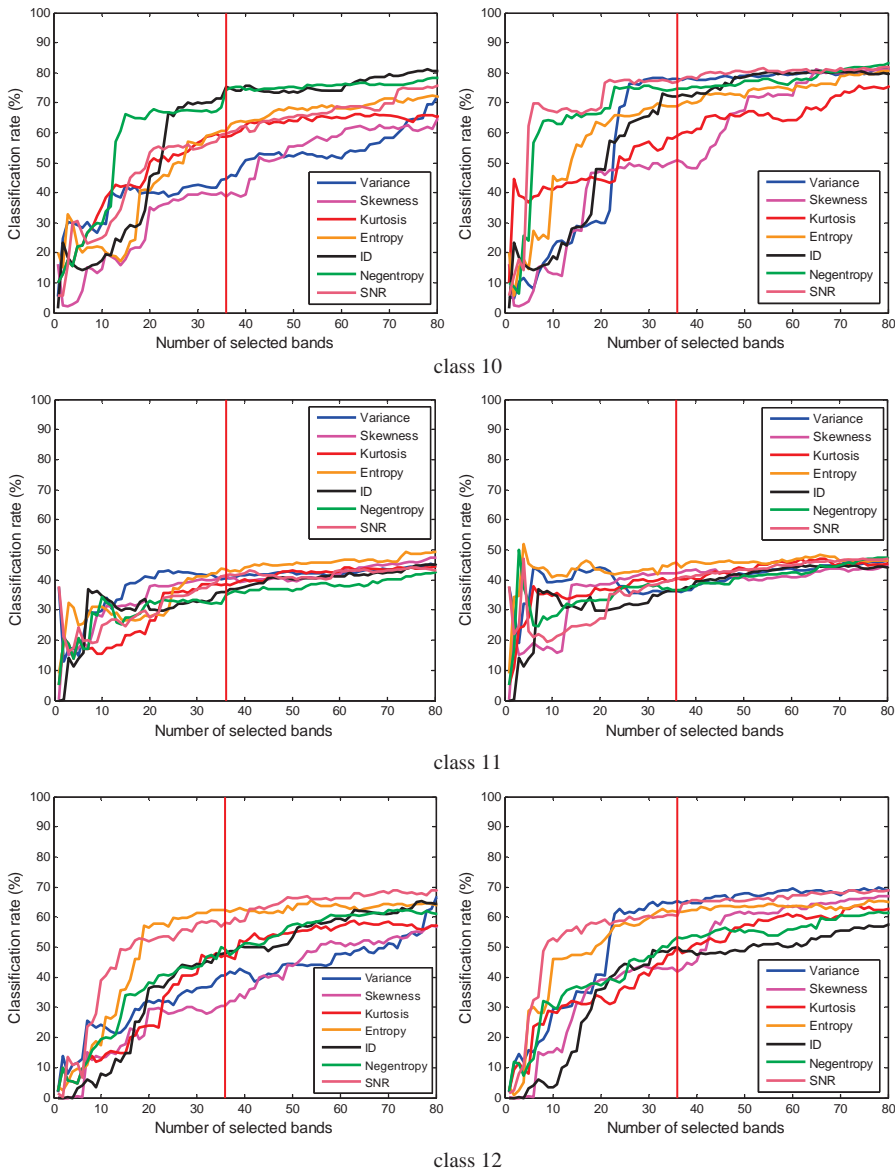 100
90
80
70
60
50
40
30
20
10
0
Classification rate (%)
Variance
Skewness
Kurtosis
Entropy
ID
Negentropy
SNR
0 10 20 30 40 50 60 70 80
Number of selected bands
100
90
80
70
60
50
40
30
20
10
0
Classification rate (%)
Variance
Skewness
Kurtosis
Entropy
ID
Negentropy
SNR
0 10 20 30 40 50 60 70 80
Number of selected bands
class 10
100
90
80
70
60
50
40
30
20
10
0
Classification rate (%)
Variance
Skewness
Kurtosis
Entropy
ID
Negentropy
SNR
0 10 20 30 40 50 60 70 80
Number of selected bands
100
90
80
70
60
50
40
30
20
10
0
Classification rate (%)
Variance
Skewness
Kurtosis
Entropy
ID
Negentropy
SNR
0 10 20 30 40 50 60 70 80
Number of selected bands
class 11
100
90
80
70
60
50
40
30
20
10
0
Classification rate (%)
Variance
Skewness
Kurtosis
Entropy
ID
Negentropy
SNR
0 10 20 30 40 50 60 70 80
Number of selected bands
100
90
80
70
60
50
40
30
20
10
0
Classification rate (%)
Variance
Skewness
Kurtosis
Entropy
ID
Negentropy
SNR
0 10 20 30 40 50 60 70 80
Number of selected bands
class 12